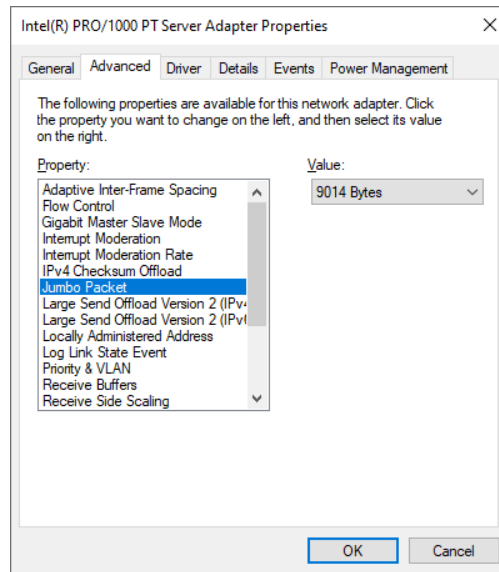 Intel(R) PRO/1000 PT Server Adapter Properties
General Advanced Driver Details Events Power Management
The following properties are available for this network adapter. Click
the property you want to change on the left, and then select its value
on the right.
Property:
Value:
Adaptive Inter-Frame Spacing
Flow Control
Gigabit Master Slave Mode
Interrupt Moderation
Interrupt Moderation Rate
IPv4 Checksum Offload
Jumbo Packet
Large Send Offload Version 2 (IPv4
Large Send Offload Version 2 (IPv6
Locally Administered Address
Log Link State Event
Priority & VLAN
Receive Buffers
Receive Side Scaling
9014 Bytes
OK Cancel